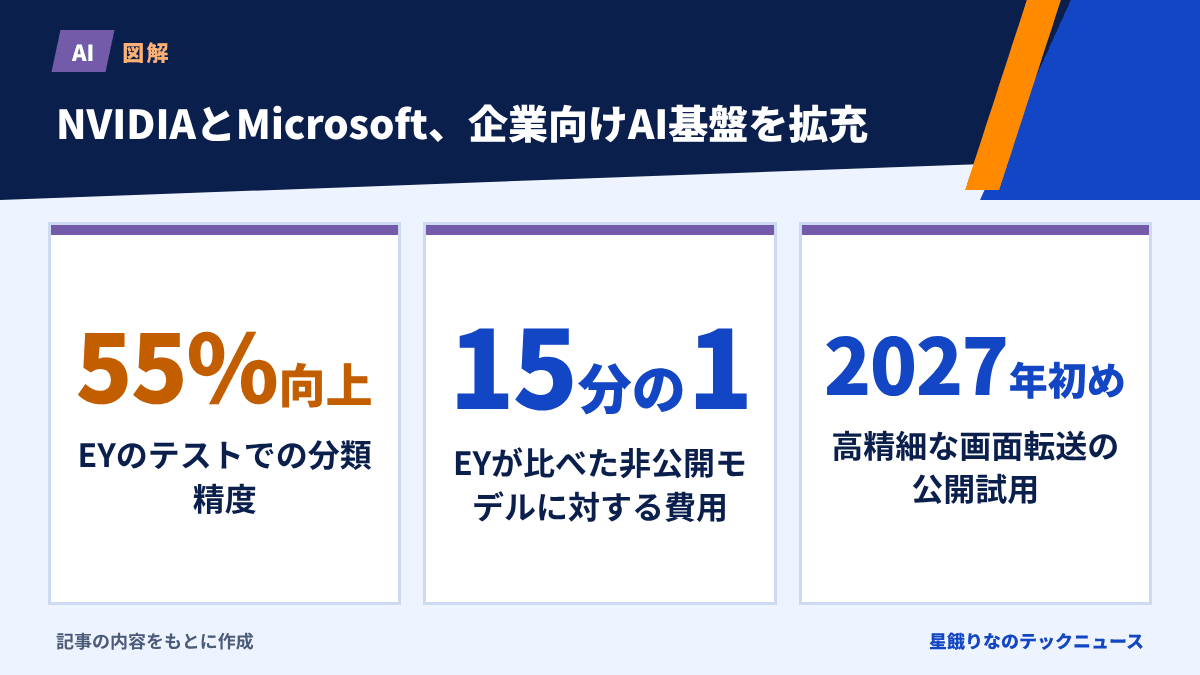 AI 図解
NVIDIAとMicrosoft、企業向けAI基盤を拡充
55%向上
EYのテストでの分類
精度
15分の1
EYが比べた非公開モ
デルに対する費用
2027年初め
高精細な画面転送の
公開試用
記事の内容をもとに作成
星餓りなのテックニュース